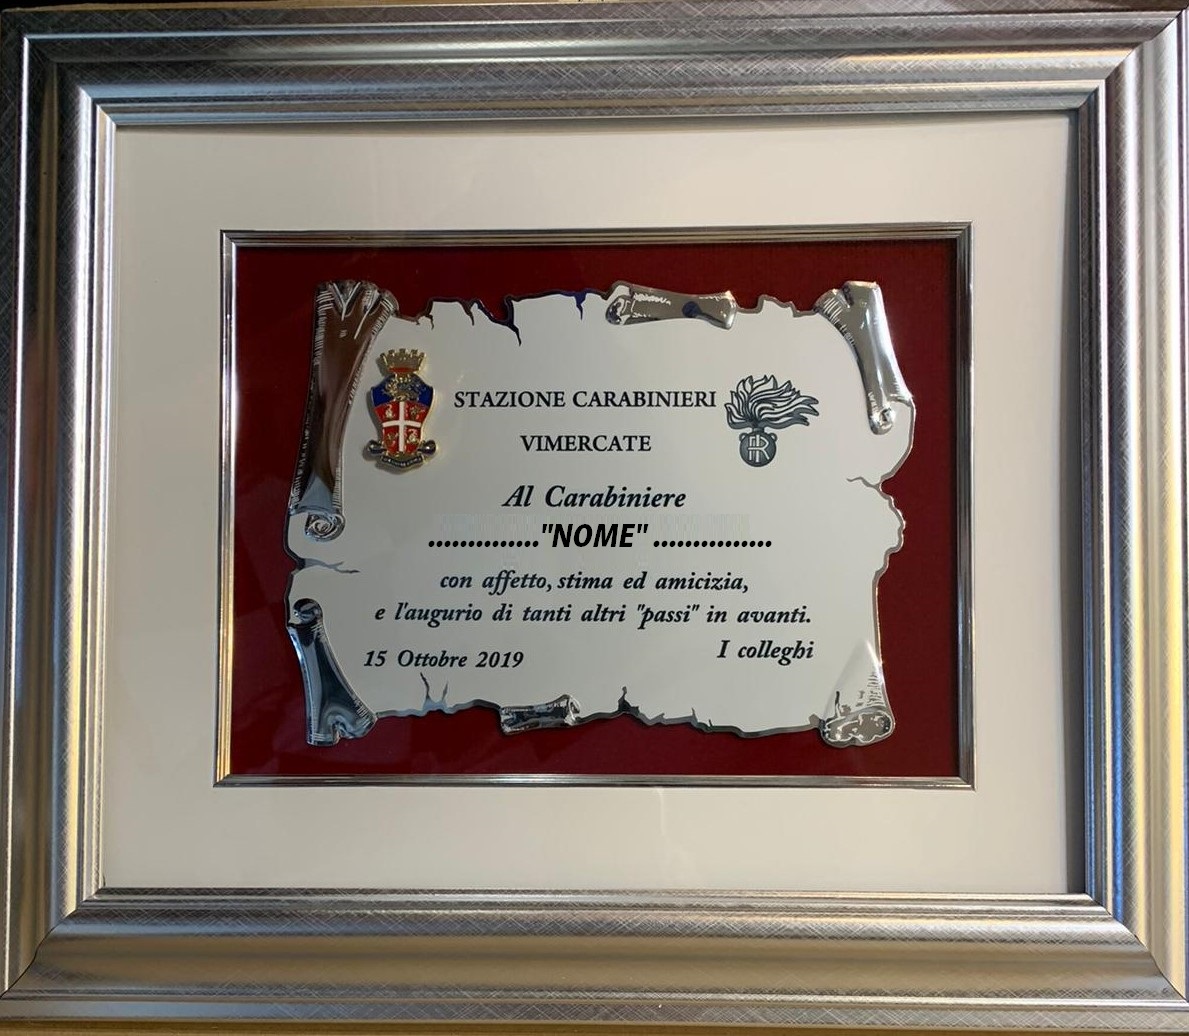 STAZIONE CARABINIERI
VIMERCATE
Al Carabiniere
.............."NOME" ...............
con affetto, stima ed amicizia,
e l'augurio di tanti altri "passi" in avanti.
15 Ottobre 2019 I colleghi